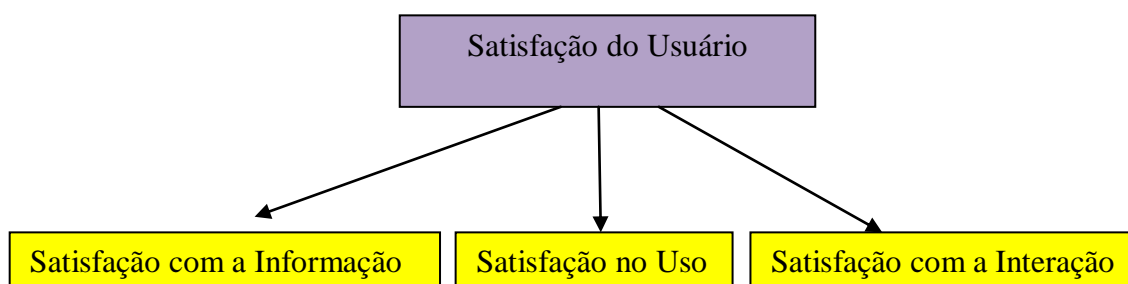 Satisfação do Usuário
Satisfação com a Informação
Satisfação no Uso
Satisfação com a Interação